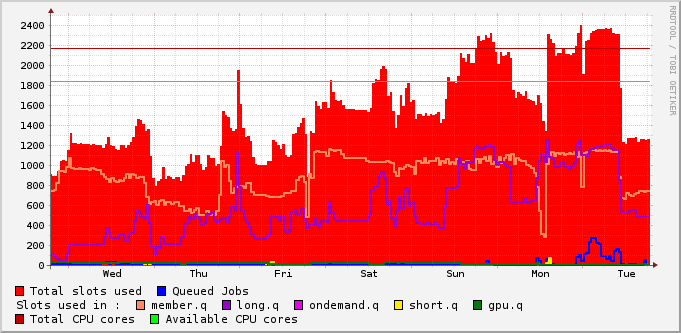 RRDTOOL / TOBI OETIKER
2400
2200
2000
1800
1600
1400
1200
1000
800
600
400
200
0
Wed Thu Fri Sat Sun Mon Tue
Total slots used Queued Jobs
Slots used in : member.q long.q ondemand.q short.q gpu.q
Total CPU cores Available CPU cores